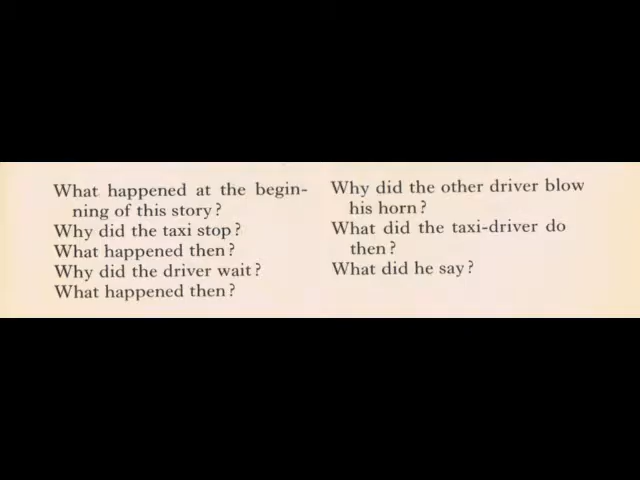 What happened at the begin-
ning of this story?
Why did the taxi stop?
What happened then?
Why did the driver wait?
What happened then?
Why did the other driver blow
his horn?
What did the taxi-driver do
then?
What did he say?